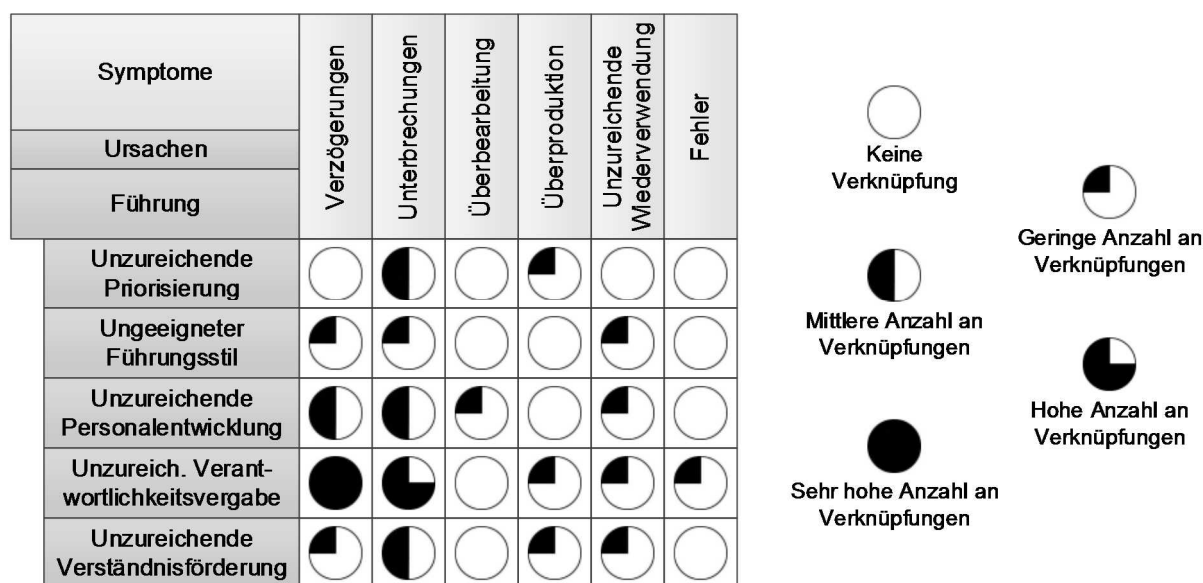 Symptome
Ursachen
Führung
Verzögerungen
Unterbrechungen
Überbearbeitung
Überproduktion
Unzureichende
Wiederverwendung
Fehler
Unzureichende
Priorisierung
Ungeeigneter
Führungsstil
Unzureichende
Personalentwicklung
Unzureich. Verant-
wortlichkeitsvergabe
Unzureichende
Verständnisförderung
Keine
Verknüpfung
Geringe Anzahl an
Verknüpfungen
Mittlere Anzahl an
Verknüpfungen
Hohe Anzahl an
Verknüpfungen
Sehr hohe Anzahl an
Verknüpfungen